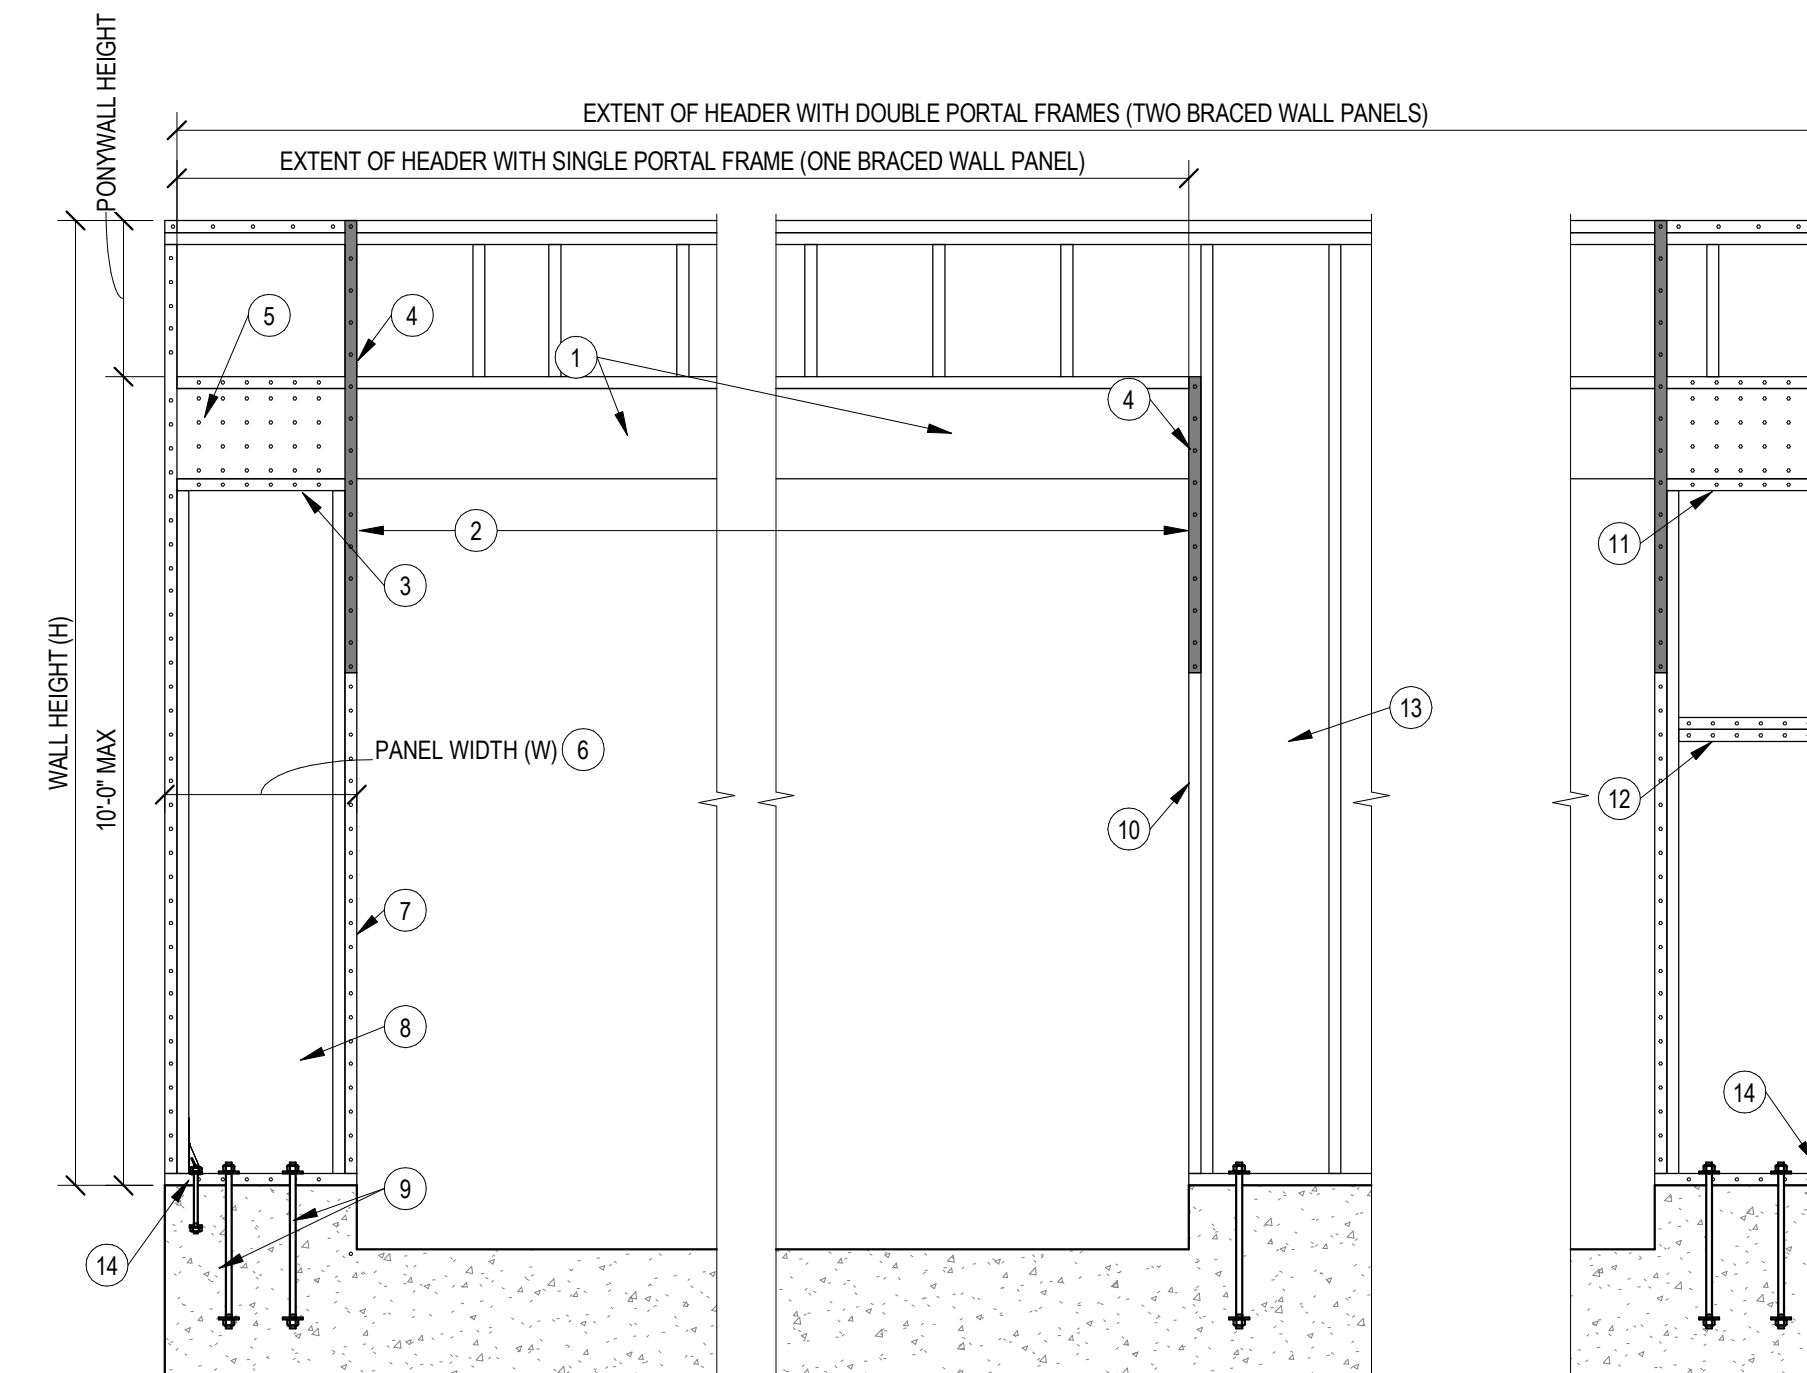 PONYWALL HEIGHT
EXTENT OF HEADER WITH DOUBLE PORTAL FRAMES (TWO BRACED WALL PANELS)
EXTENT OF HEADER WITH SINGLE PORTAL FRAME (ONE BRACED WALL PANEL)
5
4
1
4
2
11
3
WALL HEIGHT (H)
10'-0" MAX
13
PANEL WIDTH (W) 6
12
10
7
8
14
9
14